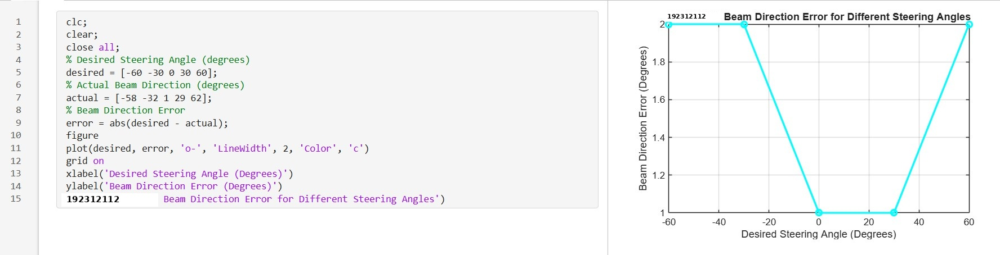 1 clc;
2 clear;
3 close all;
4 % Desired Steering Angle (degrees)
5 desired = [-60 -30 0 30 60];
6 % Actual Beam Direction (degrees)
7 actual = [-58 -32 1 29 62];
8 % Beam Direction Error
9 error = abs(desired - actual);
10 figure
11 plot(desired, error, 'o-', 'LineWidth', 2, 'Color', 'c')
12 grid on
13 xlabel('Desired Steering Angle (Degrees)')
14 ylabel('Beam Direction Error (Degrees)')
15 192312112 Beam Direction Error for Different Steering Angles')
192312112 Beam Direction Error for Different Steering Angles
Beam Direction Error (Degrees)
2
1.8
1.6
1.4
1.2
1
-60 -40 -20 0 20 40 60
Desired Steering Angle (Degrees)